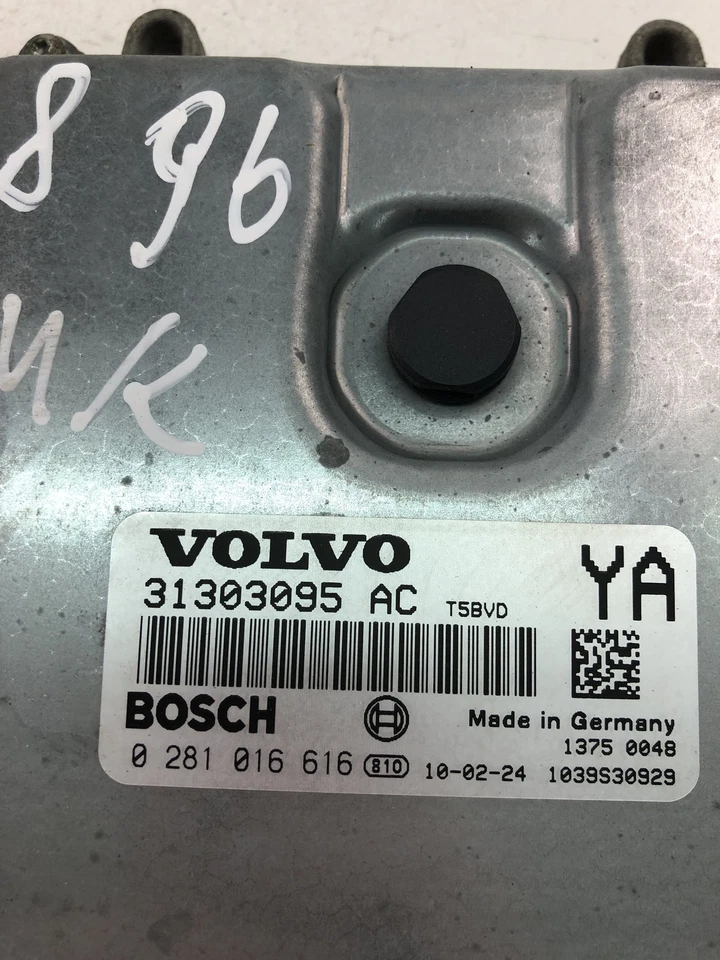 8 96
MK
VOLVO
31303095 AC T5BVD YA
BOSCH Made in Germany
1375 0048
0 281 016 616 810 10-02-24 1039S30929